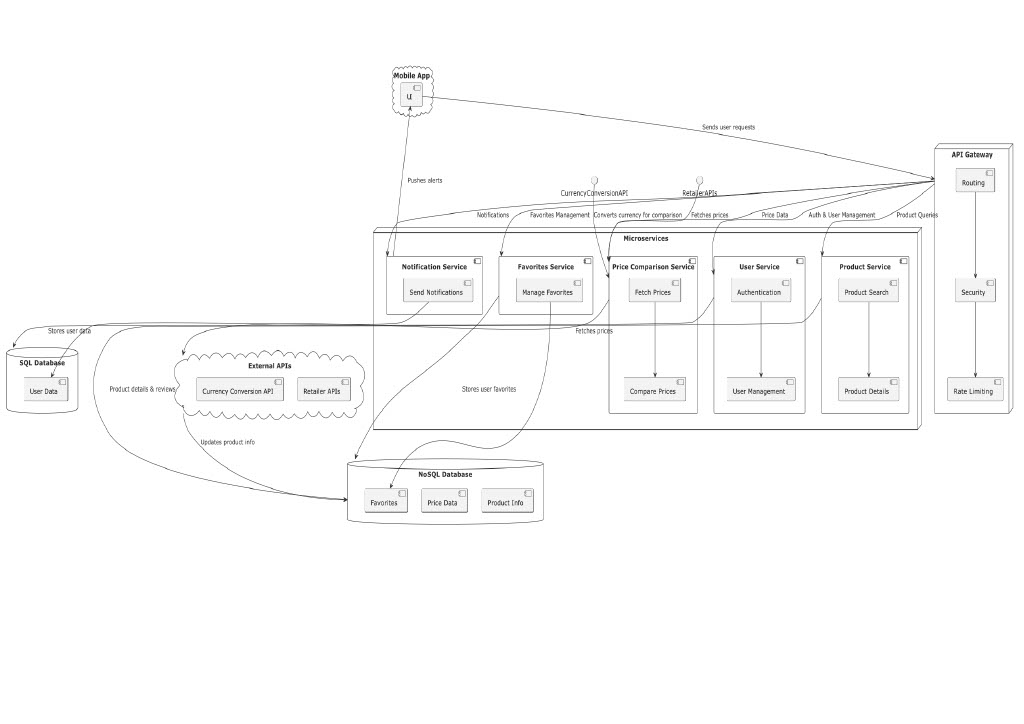 Mobile App
UI
Sends user requests
API Gateway
Routing
Pushes alerts
CurrencyConversionAPI
RetailerAPIs
Notifications
Favorites Management
Converts currency for comparison
Fetches prices
Price Data
Auth & User Management
Product Queries
Microservices
Notification Service
Favorites Service
Price Comparison Service
User Service
Product Service
Send Notifications
Manage Favorites
Fetch Prices
Authentication
Product Search
Security
Stores user data
Fetches prices
SQL Database
External APIs
User Data
Currency Conversion API
Retailer APIs
Product details & reviews
Stores user favorites
Compare Prices
User Management
Product Details
Rate Limiting
Updates product info
NoSQL Database
Favorites
Price Data
Product Info